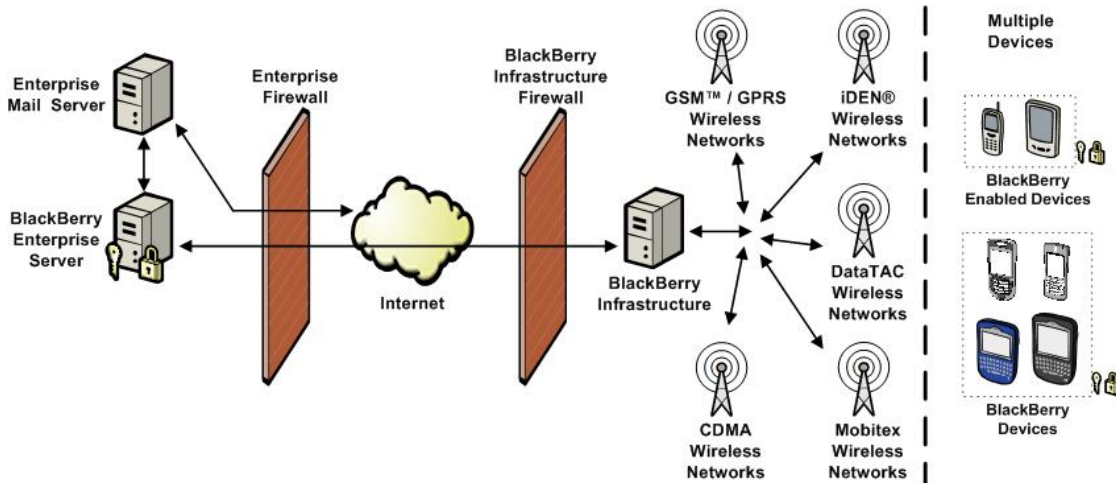 Enterprise
Mail Server
BlackBerry
Enterprise
Server
Enterprise
Firewall
Internet
BlackBerry
Infrastructure
Firewall
BlackBerry
Infrastructure
GSM™ / GPRS
Wireless
Networks
iDEN®
Wireless
Networks
DataTAC
Wireless
Networks
CDMA
Wireless
Networks
Mobitex
Wireless
Networks
Multiple
Devices
BlackBerry
Enabled Devices
BlackBerry
Devices